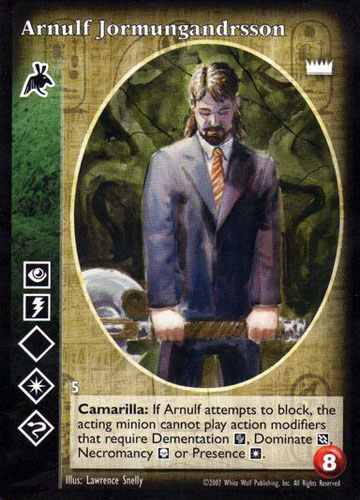 Arnulf Jormungandrsson
5
Camarilla: If Arnulf attempts to block, the
acting minion cannot play action modifiers
that require Dementation, Dominate,
Necromancy or Presence.
8
Illus: Lawrence Snelly
©2007 White Wolf Publishing, Inc. All Rights Reserved